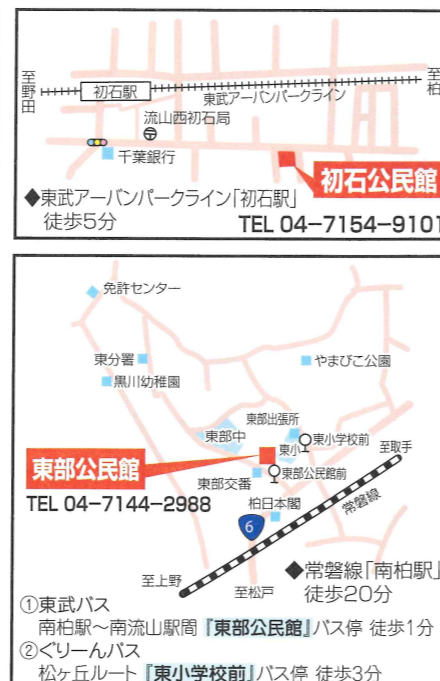 至野田
初石駅
東武アーバンパークライン
至柏
流山西初石局
千葉銀行
初石公民館
◆東武アーバンパークライン「初石駅」
徒歩5分
TEL 04-7154-9101
免許センター
東分署
黒川幼稚園
やまびこ公園
東部出張所
東部中
東小
東小学校前
至取手
東部公民館
東部公民館前
東部交番
TEL 04-7144-2988
柏日本閣
6
常磐線
至上野
至松戸
◆常磐線「南柏駅」
徒歩20分
①東武バス
南柏駅～南流山駅間『東部公民館』バス停 徒歩1分
②ぐりーんバス
松ヶ丘ルート『東小学校前』バス停 徒歩3分